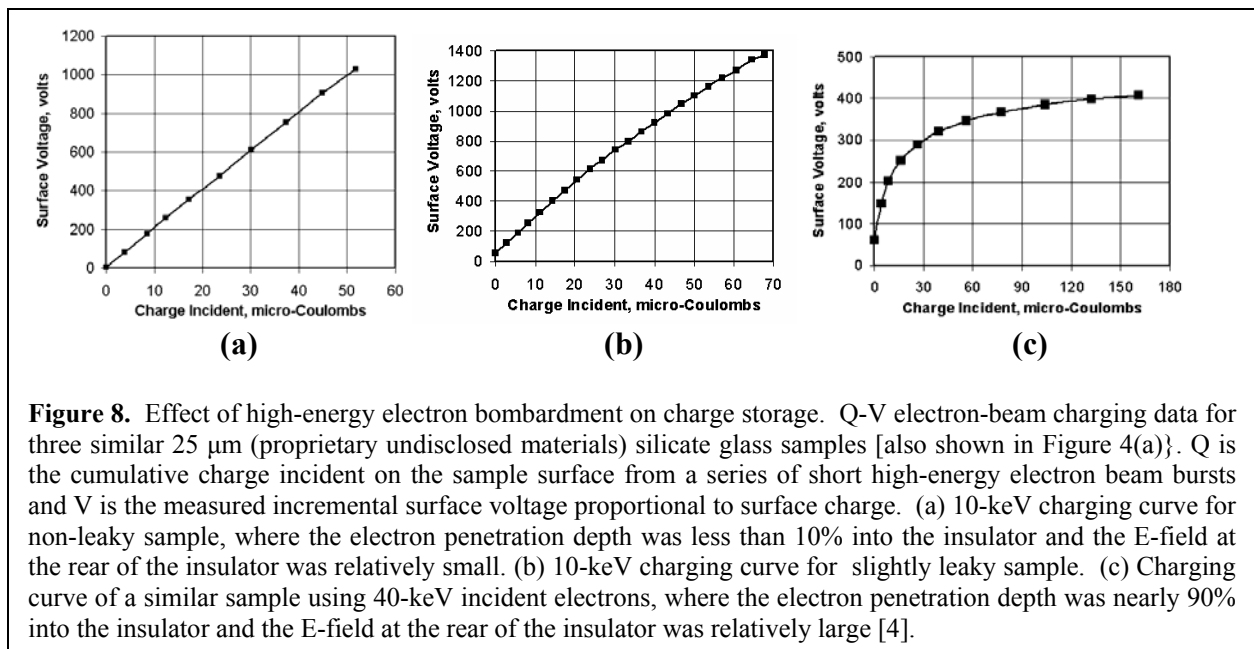 1200
1000
800
600
400
200
0
Surface Voltage, volts
0 10 20 30 40 50 60
Charge Incident, micro-Coulombs
(a)
1400
1200
1000
800
600
400
200
0
Surface Voltage, volts
0 10 20 30 40 50 60 70
Charge Incident, micro-Coulombs
(b)
500
400
300
200
100
0
Surface Voltage, volts
0 30 60 90 120 150 180
Charge Incident, micro-Coulombs
(c)
Figure 8. Effect of high-energy electron bombardment on charge storage. Q-V electron-beam charging data for
three similar 25 μm (proprietary undisclosed materials) silicate glass samples [also shown in Figure 4(a)}. Q is
the cumulative charge incident on the sample surface from a series of short high-energy electron beam bursts
and V is the measured incremental surface voltage proportional to surface charge. (a) 10-keV charging curve for
non-leaky sample, where the electron penetration depth was less than 10% into the insulator and the E-field at
the rear of the insulator was relatively small. (b) 10-keV charging curve for slightly leaky sample. (c) Charging
curve of a similar sample using 40-keV incident electrons, where the electron penetration depth was nearly 90%
into the insulator and the E-field at the rear of the insulator was relatively large [4].